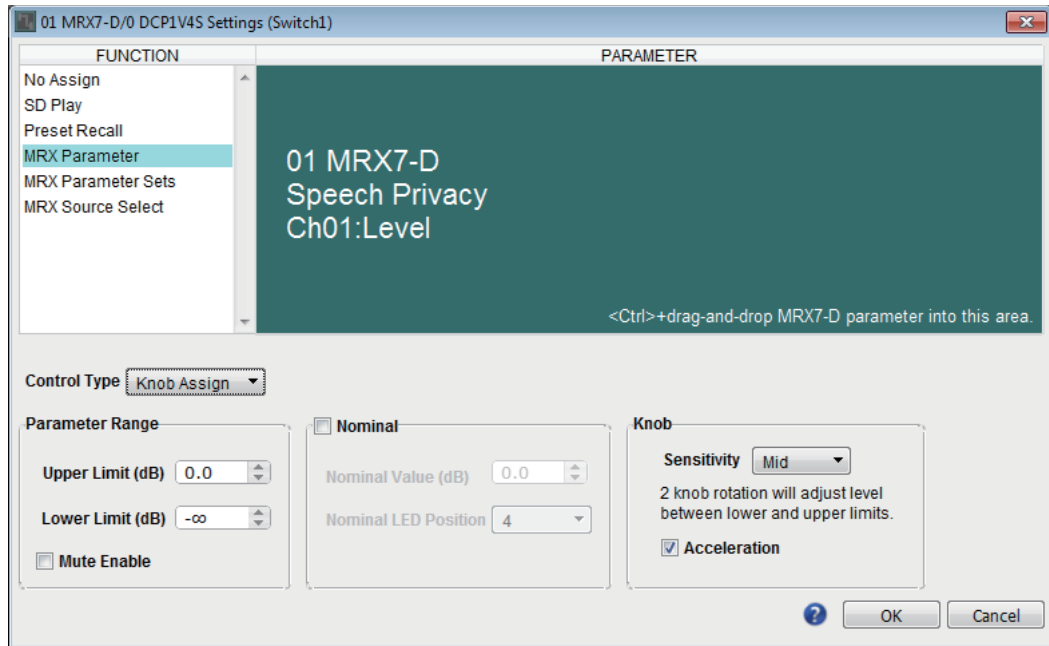 01 MRX7-D/0 DCP1V4S Settings (Switch1)
FUNCTION
PARAMETER
No Assign
SD Play
Preset Recall
MRX Parameter
MRX Parameter Sets
MRX Source Select
01 MRX7-D
Speech Privacy
Ch01:Level
<Ctrl>+drag-and-drop MRX7-D parameter into this area.
Control Type Knob Assign
Parameter Range
Upper Limit (dB) 0.0
Lower Limit (dB) -∞
Mute Enable
Nominal
Nominal Value (dB) 0.0
Nominal LED Position 4
Knob
Sensitivity Mid
2 knob rotation will adjust level
between lower and upper limits.
Acceleration
?
OK
Cancel